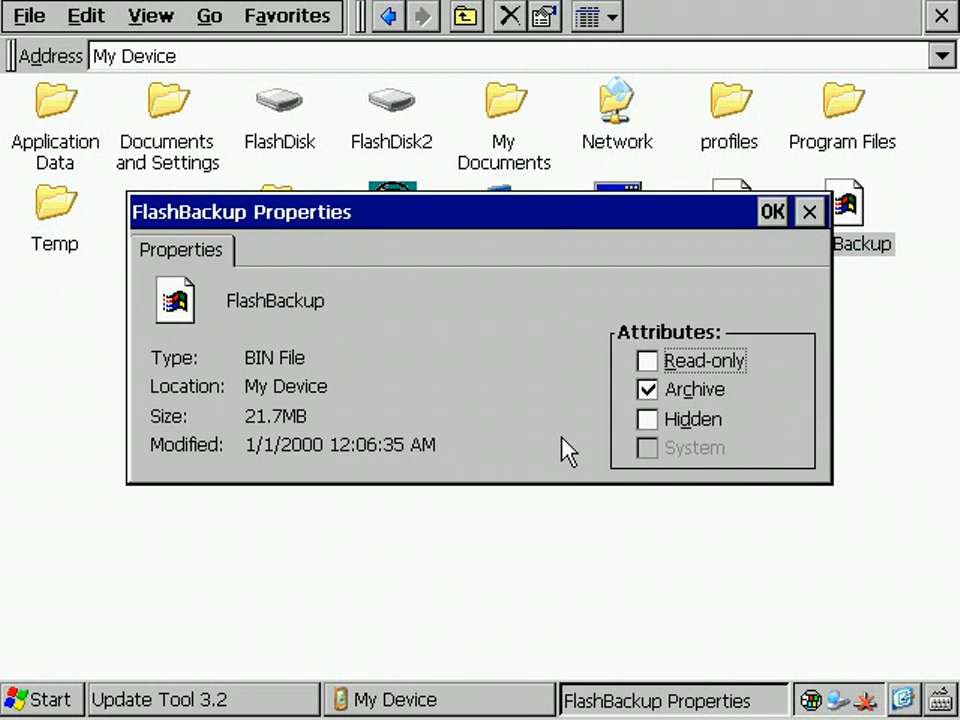 File Edit View Go Favorites
Address My Device
Application Data
Documents and Settings
FlashDisk
FlashDisk2
My Documents
Network
profiles
Program Files
Temp
Backup
FlashBackup Properties OK
Properties
FlashBackup
Type: BIN File
Location: My Device
Size: 21.7MB
Modified: 1/1/2000 12:06:35 AM
Attributes:
Read-only
Archive
Hidden
System
Start Update Tool 3.2 My Device FlashBackup Properties